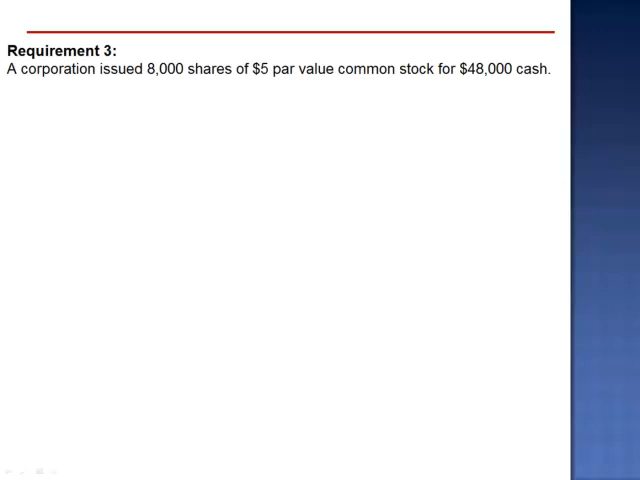 Requirement 3:
A corporation issued 8,000 shares of $5 par value common stock for $48,000 cash.